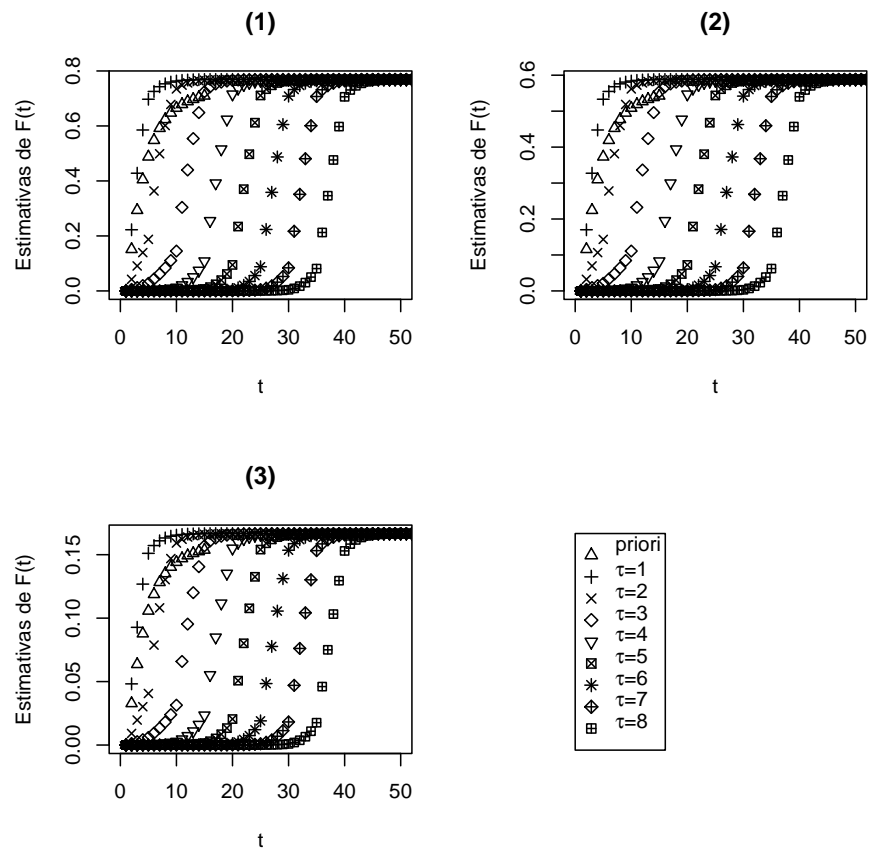 (1)
Estimativas de F(t)
0.0 0.2 0.4 0.6 0.8
0 10 20 30 40 50
t
(2)
Estimativas de F(t)
0.0 0.2 0.4 0.6
0 10 20 30 40 50
t
(3)
Estimativas de F(t)
0.00 0.05 0.10 0.15
0 10 20 30 40 50
t
priori
τ=1
τ=2
τ=3
τ=4
τ=5
τ=6
τ=7
τ=8